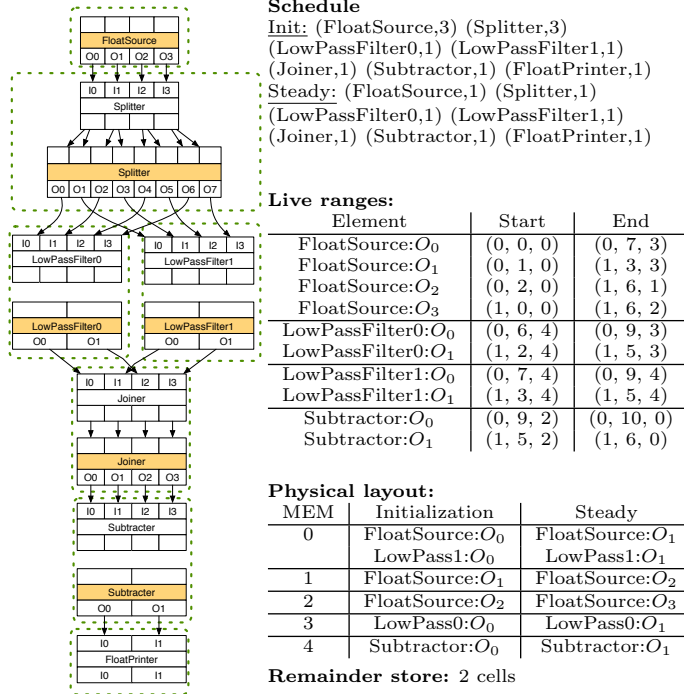 FloatSource
O0 O1 O2 O3
I0 I1 I2 I3
Splitter
Splitter
O0 O1 O2 O3 O4 O5 O6 O7
I0 I1 I2 I3 I0 I1 I2 I3
LowPassFilter0 LowPassFilter1
LowPassFilter0 LowPassFilter1
O0 O1 O0 O1
I0 I1 I2 I3
Joiner
Joiner
O0 O1 O2 O3
I0 I1 I2 I3
Subtracter
Subtracter
O0 O1
I0 I1
FloatPrinter
I0 I1
Schedule
Init: (FloatSource,3) (Splitter,3)
(LowPassFilter0,1) (LowPassFilter1,1)
(Joiner,1) (Subtractor,1) (FloatPrinter,1)
Steady: (FloatSource,1) (Splitter,1)
(LowPassFilter0,1) (LowPassFilter1,1)
(Joiner,1) (Subtractor,1) (FloatPrinter,1)
Live ranges:
Element Start End
FloatSource:O0 (0, 0, 0) (0, 7, 3)
FloatSource:O1 (0, 1, 0) (1, 3, 3)
FloatSource:O2 (0, 2, 0) (1, 6, 1)
FloatSource:O3 (1, 0, 0) (1, 6, 2)
LowPassFilter0:O0 (0, 6, 4) (0, 9, 3)
LowPassFilter0:O1 (1, 2, 4) (1, 5, 3)
LowPassFilter1:O0 (0, 7, 4) (0, 9, 4)
LowPassFilter1:O1 (1, 3, 4) (1, 5, 4)
Subtractor:O0 (0, 9, 2) (0, 10, 0)
Subtractor:O1 (1, 5, 2) (1, 6, 0)
Physical layout:
MEM Initialization Steady
0 FloatSource:O0 FloatSource:O1
LowPass1:O0 LowPass1:O1
1 FloatSource:O1 FloatSource:O2
2 FloatSource:O2 FloatSource:O3
3 LowPass0:O0 LowPass0:O1
4 Subtractor:O0 Subtractor:O1
Remainder store: 2 cells